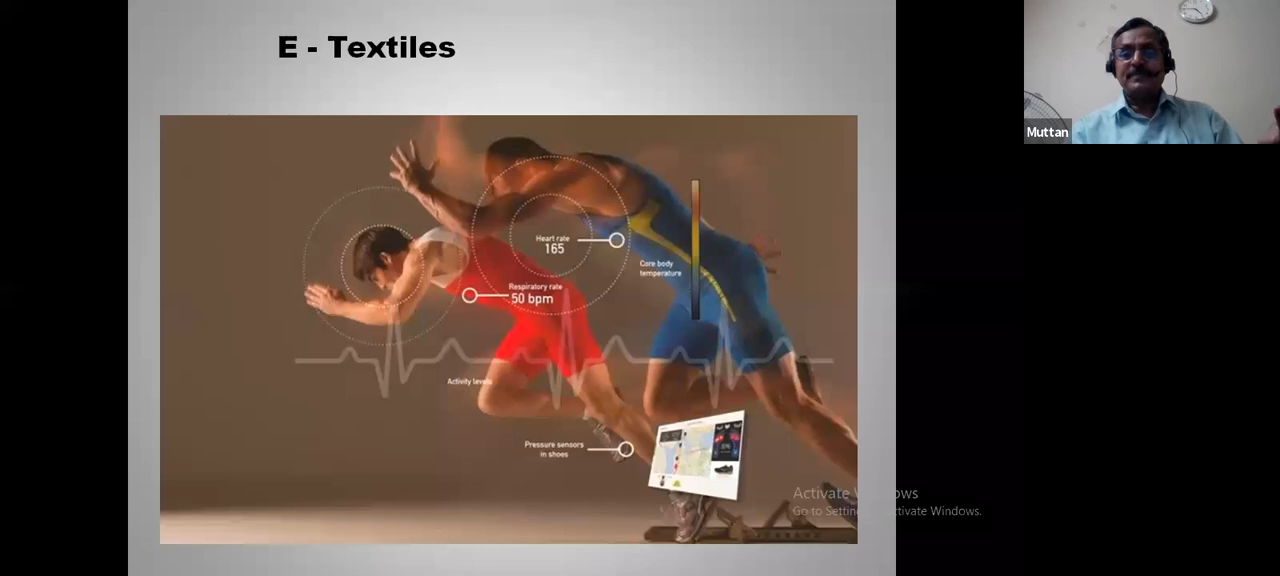 E - Textiles
Muttan
Heart rate
165
Core body
temperature
Respiratory rate
50 bpm
Activity levels
Pressure sensors
in shoes
Activate Windows
Go to Settings to activate Windows.